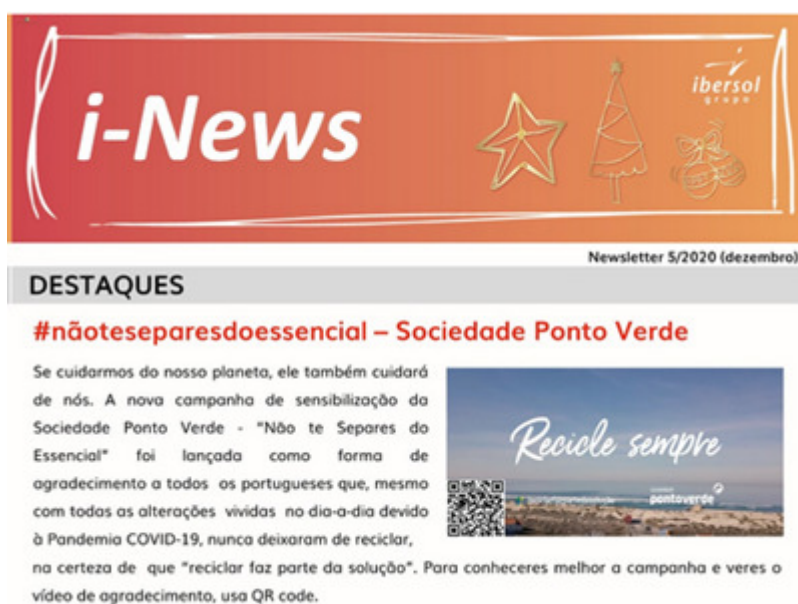 i-News
ibersol
grupo
Newsletter 5/2020 (dezembro)
DESTAQUES
#nãoteseparesdoessencial – Sociedade Ponto Verde
Se cuidarmos do nosso planeta, ele também cuidará
de nós. A nova campanha de sensibilização da
Sociedade Ponto Verde - "Não te Separes do
Essencial" foi lançada como forma de
agradecimento a todos os portugueses que, mesmo
com todas as alterações vividas no dia-a-dia devido
à Pandemia COVID-19, nunca deixaram de reciclar,
na certeza de que "reciclar faz parte da solução". Para conheceres melhor a campanha e veres o
vídeo de agradecimento, usa QR code.
Recicle sempre
pontoverde